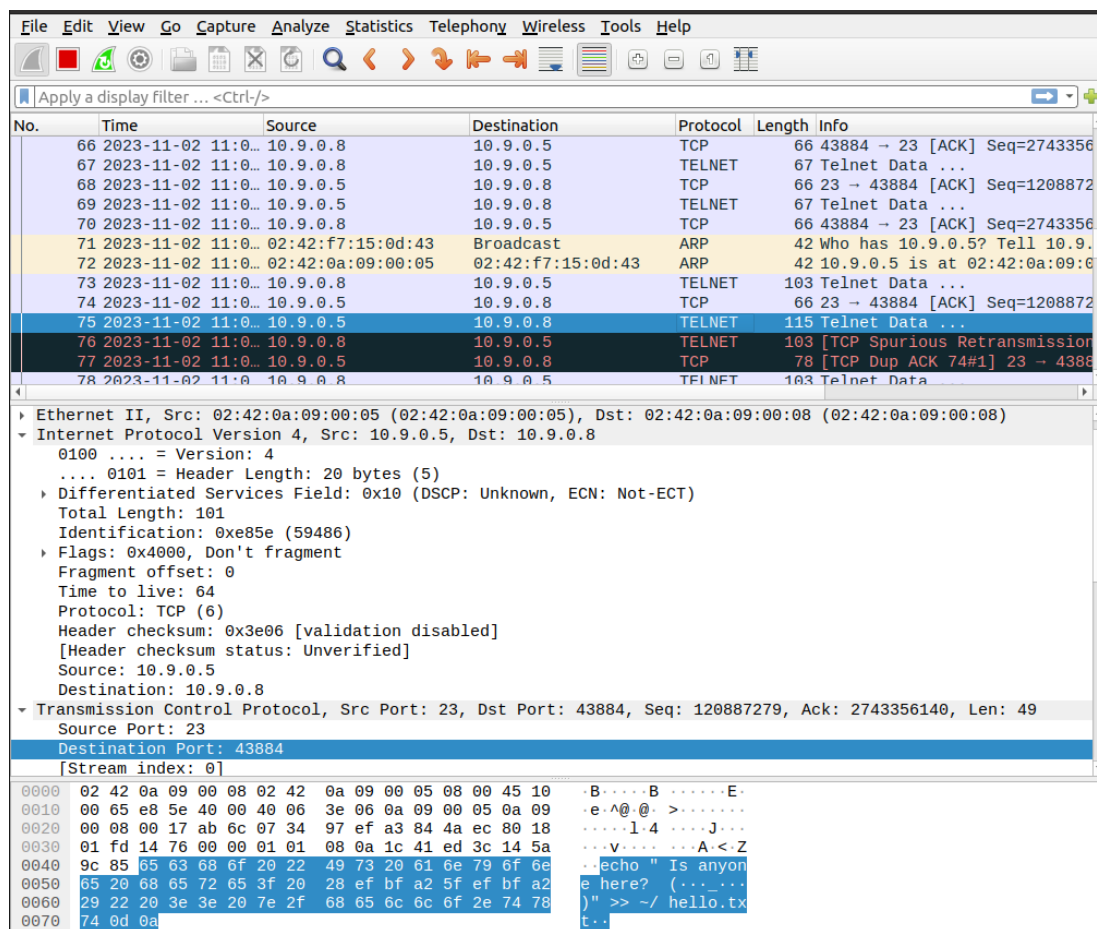 File Edit View Go Capture Analyze Statistics Telephony Wireless Tools Help
Apply a display filter … <Ctrl-/>
No. Time Source Destination Protocol Length Info
66 2023-11-02 11:0… 10.9.0.8 10.9.0.5 TCP 66 43884 → 23 [ACK] Seq=2743356
67 2023-11-02 11:0… 10.9.0.8 10.9.0.5 TELNET 67 Telnet Data ...
68 2023-11-02 11:0… 10.9.0.5 10.9.0.8 TCP 66 23 → 43884 [ACK] Seq=1208872
69 2023-11-02 11:0… 10.9.0.5 10.9.0.8 TELNET 67 Telnet Data ...
70 2023-11-02 11:0… 10.9.0.8 10.9.0.5 TCP 66 43884 → 23 [ACK] Seq=2743356
71 2023-11-02 11:0… 02:42:f7:15:0d:43 Broadcast ARP 42 Who has 10.9.0.5? Tell 10.9.
72 2023-11-02 11:0… 02:42:0a:09:00:05 02:42:f7:15:0d:43 ARP 42 10.9.0.5 is at 02:42:0a:09:0
73 2023-11-02 11:0… 10.9.0.8 10.9.0.5 TELNET 103 Telnet Data ...
74 2023-11-02 11:0… 10.9.0.5 10.9.0.8 TCP 66 23 → 43884 [ACK] Seq=1208872
75 2023-11-02 11:0… 10.9.0.5 10.9.0.8 TELNET 115 Telnet Data ...
76 2023-11-02 11:0… 10.9.0.8 10.9.0.5 TELNET 103 [TCP Spurious Retransmission
77 2023-11-02 11:0… 10.9.0.5 10.9.0.8 TCP 78 [TCP Dup ACK 74#1] 23 → 4388
78 2023-11-02 11:0 10.9.0.8 10.9.0.5 TELNET 103 Telnet Data
Ethernet II, Src: 02:42:0a:09:00:05 (02:42:0a:09:00:05), Dst: 02:42:0a:09:00:08 (02:42:0a:09:00:08)
Internet Protocol Version 4, Src: 10.9.0.5, Dst: 10.9.0.8
0100 .... = Version: 4
.... 0101 = Header Length: 20 bytes (5)
Differentiated Services Field: 0x10 (DSCP: Unknown, ECN: Not-ECT)
Total Length: 101
Identification: 0xe85e (59486)
Flags: 0x4000, Don't fragment
Fragment offset: 0
Time to live: 64
Protocol: TCP (6)
Header checksum: 0x3e06 [validation disabled]
[Header checksum status: Unverified]
Source: 10.9.0.5
Destination: 10.9.0.8
Transmission Control Protocol, Src Port: 23, Dst Port: 43884, Seq: 120887279, Ack: 2743356140, Len: 49
Source Port: 23
Destination Port: 43884
[Stream index: 0]
0000 02 42 0a 09 00 08 02 42 0a 09 00 05 08 00 45 10 ·B·····B ······E·
0010 00 65 e8 5e 40 00 40 06 3e 06 0a 09 00 05 0a 09 ·e·^@·@· >·······
0020 00 08 00 17 ab 6c 07 34 97 ef a3 84 4a ec 80 18 ·····l·4 ····J···
0030 01 fd 14 76 00 00 01 01 08 0a 1c 41 ed 3c 14 5a ···v···· ···A·<·Z
0040 9c 85 65 63 68 6f 20 22 49 73 20 61 6e 79 6f 6e ··echo " Is anyon
0050 65 20 68 65 72 65 3f 20 28 ef bf a2 5f ef bf a2 e here? (···_···
0060 29 22 20 3e 3e 20 7e 2f 68 65 6c 6c 6f 2e 74 78 )" >> ~/ hello.tx
0070 74 0d 0a t··